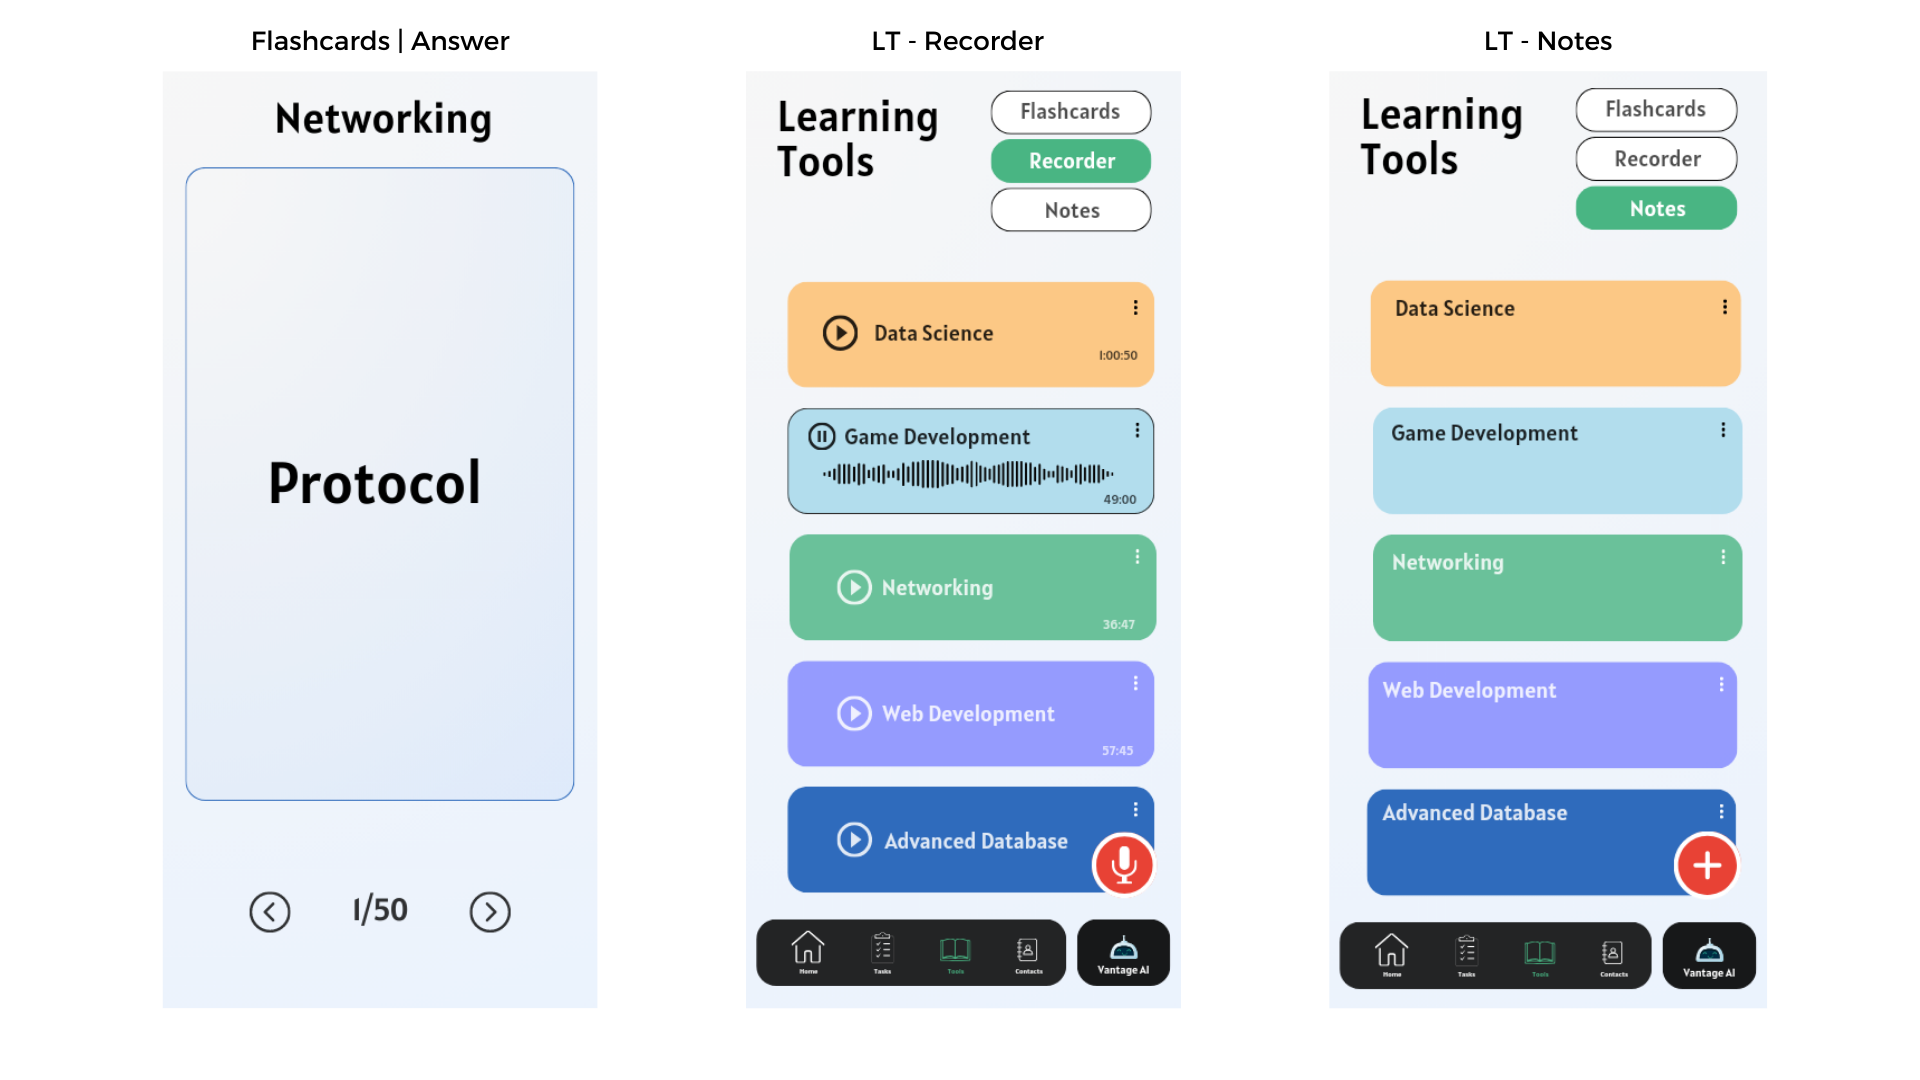 Flashcards | Answer
Networking
Protocol
1/50
LT - Recorder
Learning
Tools
Flashcards
Recorder
Notes
Data Science
1:00:50
Game Development
49:00
Networking
36:47
Web Development
57:45
Advanced Database
Home
Tasks
Tools
Contacts
Vantage AI
LT - Notes
Learning
Tools
Flashcards
Recorder
Notes
Data Science
Game Development
Networking
Web Development
Advanced Database
Home
Tasks
Tools
Contacts
Vantage AI